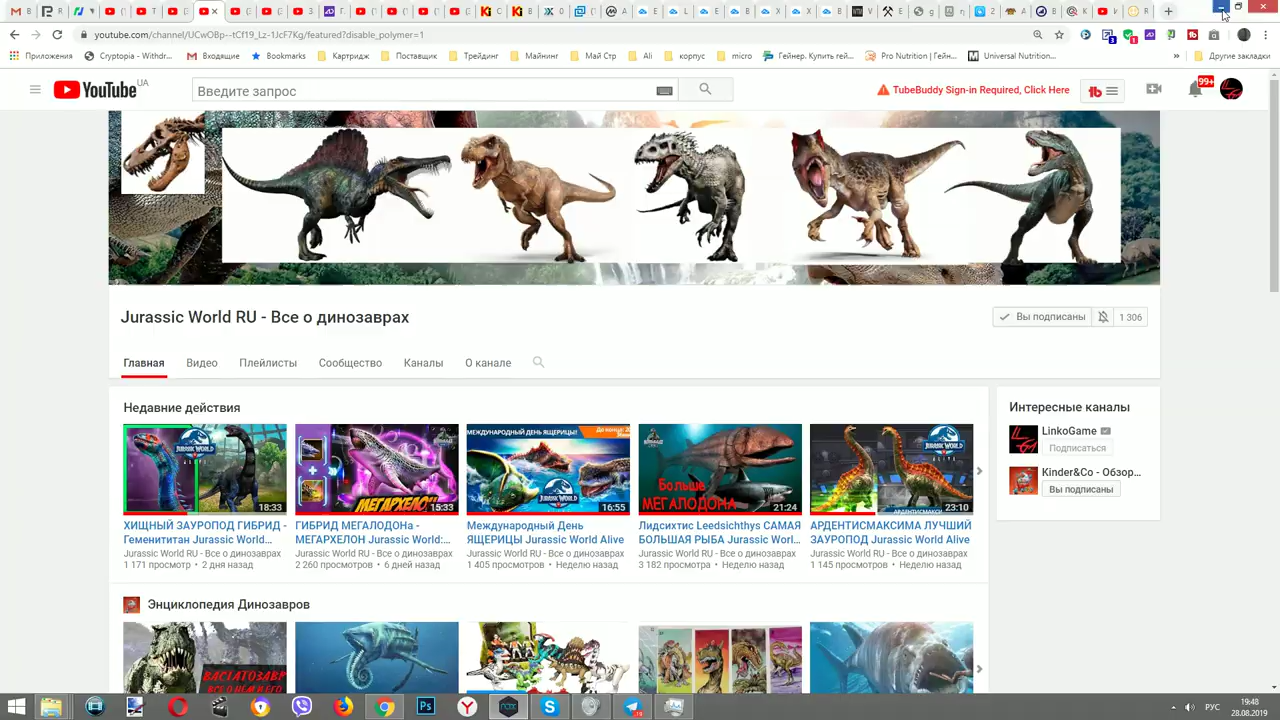 youtube.com/channel/UCwOBp--tCf19_Lz-1JcF7Kg/featured?disable_polymer=1
Приложения
Cryptopia - Withdr...
Входящие
Bookmarks
Картридж
Поставщик
Трейдинг
Майнинг
Май Стр
Ali
корпус
micro
Гейнер. Купить гей...
Pro Nutrition | Гейн...
Universal Nutrition...
Другие закладки
YouTube UA
Введите запрос
TubeBuddy Sign-in Required, Click Here
99+
Jurassic World RU - Все о динозаврах
Вы подписаны
1 306
Главная
Видео
Плейлисты
Сообщество
Каналы
О канале
Недавние действия
18:33
МЕГАРХЕЛОН
15:33
МЕЖДУНАРОДНЫЙ ДЕНЬ ЯЩЕРИЦЫ!
16:55
Больше
МЕГАЛОДОНА
21:24
23:10
ХИЩНЫЙ ЗАУРОПОД ГИБРИД -
Геменититан Jurassic World...
Jurassic World RU - Все о динозаврах
1 171 просмотр • 2 дня назад
ГИБРИД МЕГАЛОДОНа -
МЕГАРХЕЛОН Jurassic World:...
Jurassic World RU - Все о динозаврах
2 260 просмотров • 6 дней назад
Международный День
ЯЩЕРИЦЫ Jurassic World Alive
Jurassic World RU - Все о динозаврах
1 405 просмотров • Неделю назад
Лидсихтис Leedsichthys САМАЯ
БОЛЬШАЯ РЫБА Jurassic Worl...
Jurassic World RU - Все о динозаврах
3 182 просмотра • Неделю назад
АРДЕНТИСМАКСИМА ЛУЧШИЙ
ЗАУРОПОД Jurassic World Alive
Jurassic World RU - Все о динозаврах
1 145 просмотров • Неделю назад
Интересные каналы
LinkoGame
Подписаться
Kinder&Co - Обзор...
Вы подписаны
Энциклопедия Динозавров
ВАСТАТОЗАВР
РУС
19:48
28.08.2019